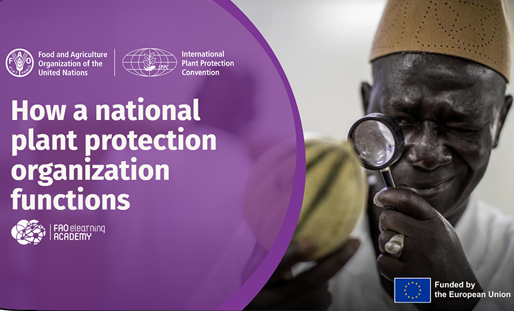 Food and Agriculture
Organization of the
United Nations
International
Plant Protection
Convention
How a national
plant protection
organization
functions
FAO elearning
ACADEMY
Funded by
the European Union